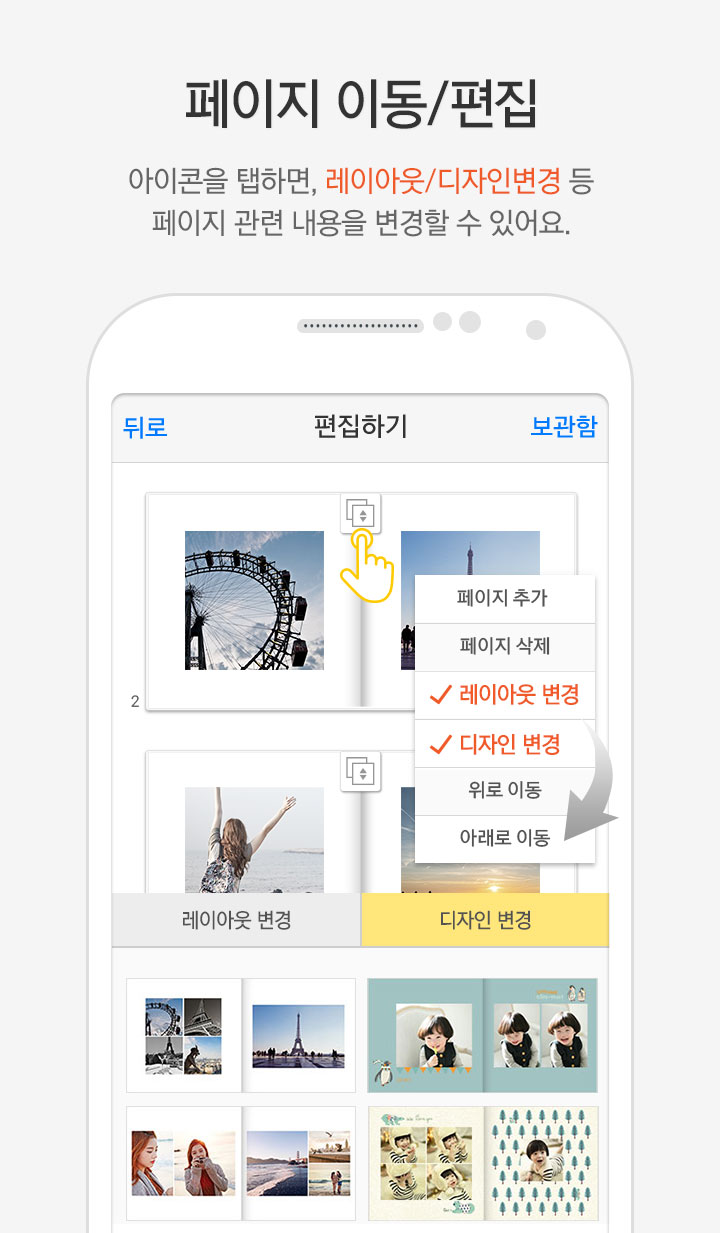 페이지 이동/편집
아이콘을 탭하면, 레이아웃/디자인변경 등
페이지 관련 내용을 변경할 수 있어요.
뒤로
편집하기
보관함
페이지 추가
페이지 삭제
레이아웃 변경
디자인 변경
위로 이동
아래로 이동
2
레이아웃 변경
디자인 변경